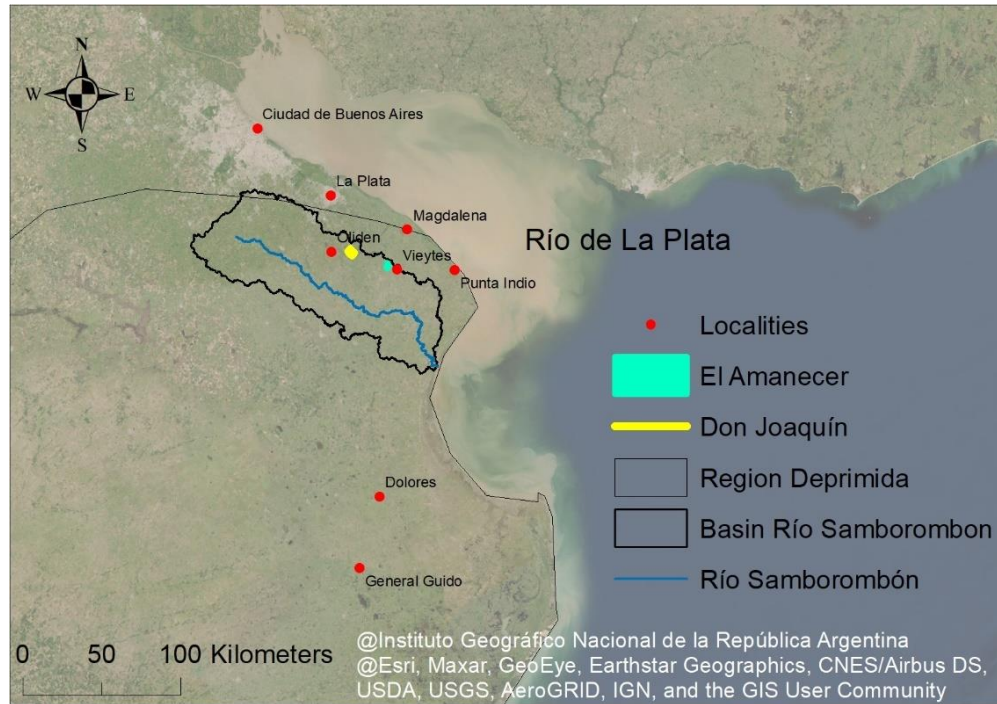 N
W
E
S
Ciudad de Buenos Aires
La Plata
Magdalena
Oliden
Vieytes
Punta Indio
Río de La Plata
Localities
El Amanecer
Don Joaquín
Region Deprimida
Basin Río Samborombon
Río Samborombón
Dolores
General Guido
0 50 100 Kilometers
@Instituto Geográfico Nacional de la República Argentina
@Esri, Maxar, GeoEye, Earthstar Geographics, CNES/Airbus DS,
USDA, USGS, AeroGRID, IGN, and the GIS User Community